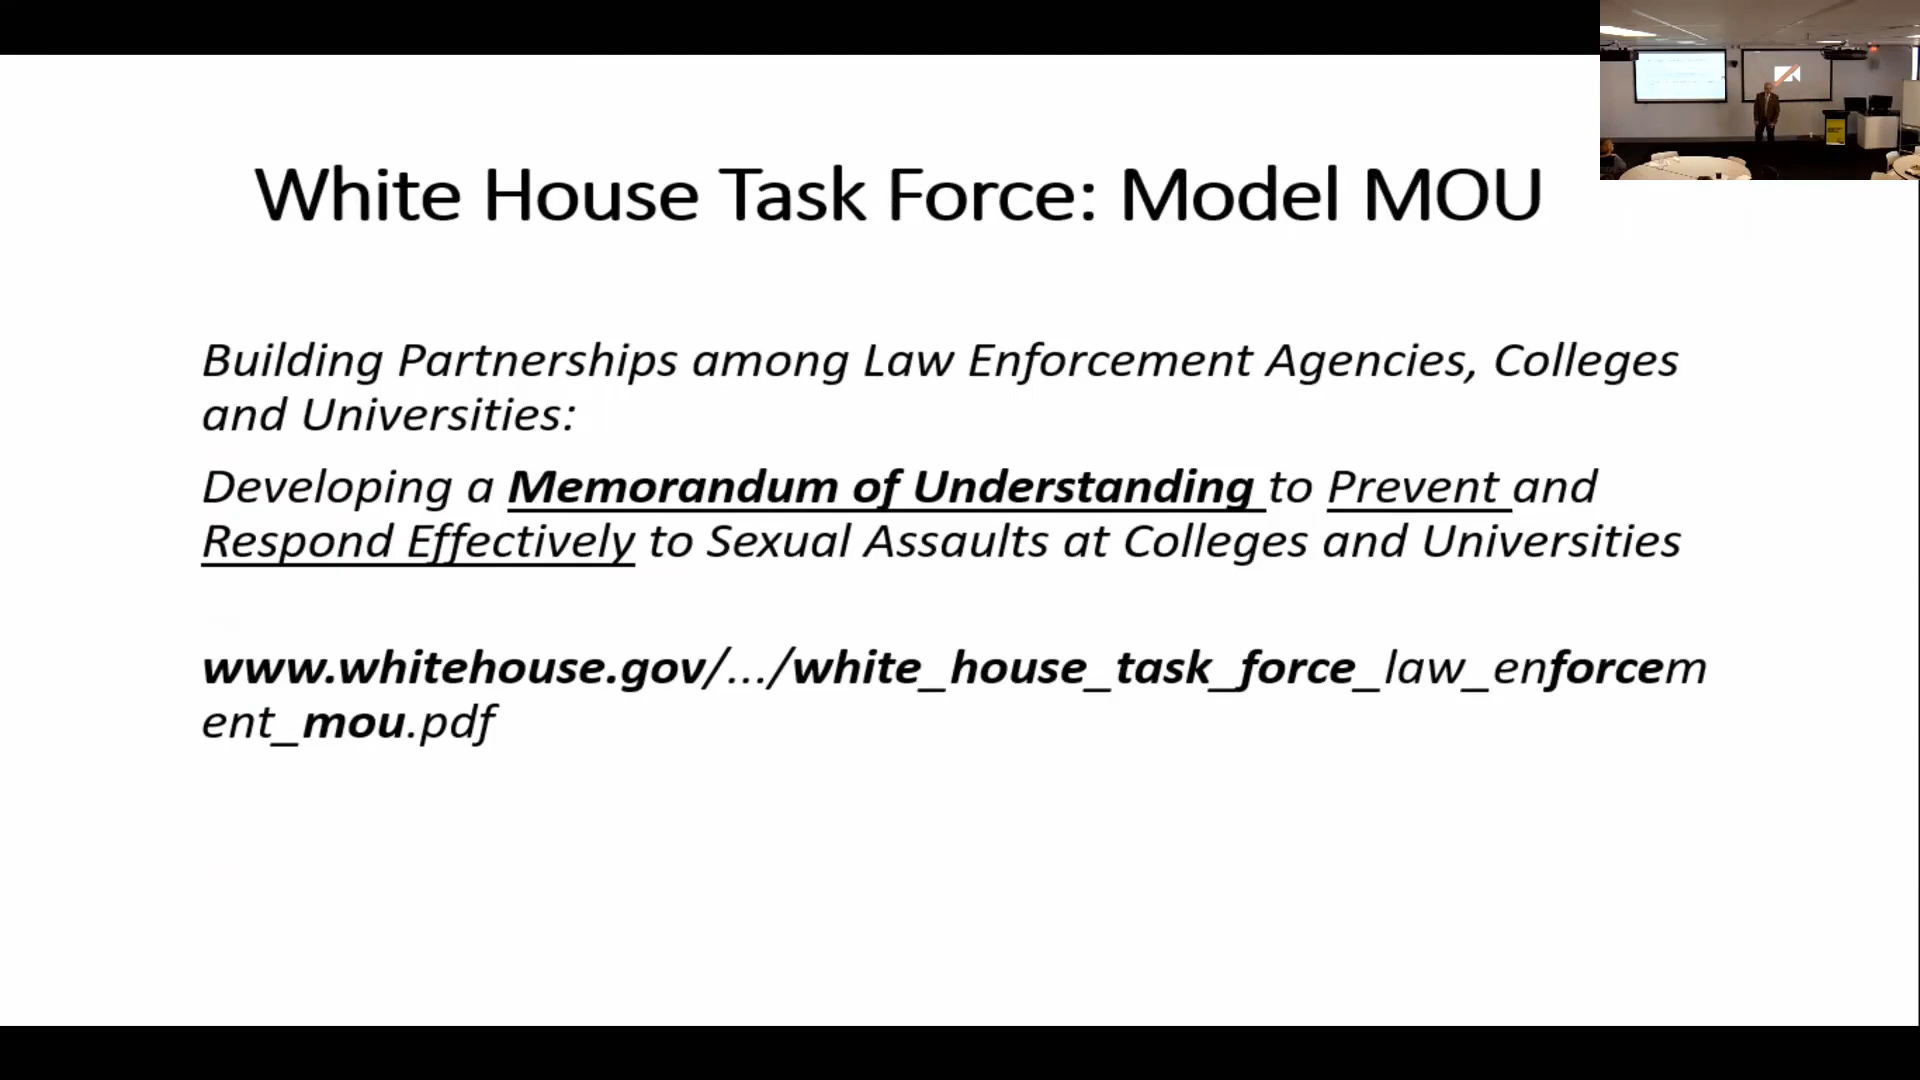 White House Task Force: Model MOU
Building Partnerships among Law Enforcement Agencies, Colleges
and Universities:
Developing a Memorandum of Understanding to Prevent and
Respond Effectively to Sexual Assaults at Colleges and Universities
www.whitehouse.gov/.../white_house_task_force_law_enforcem
ent_mou.pdf